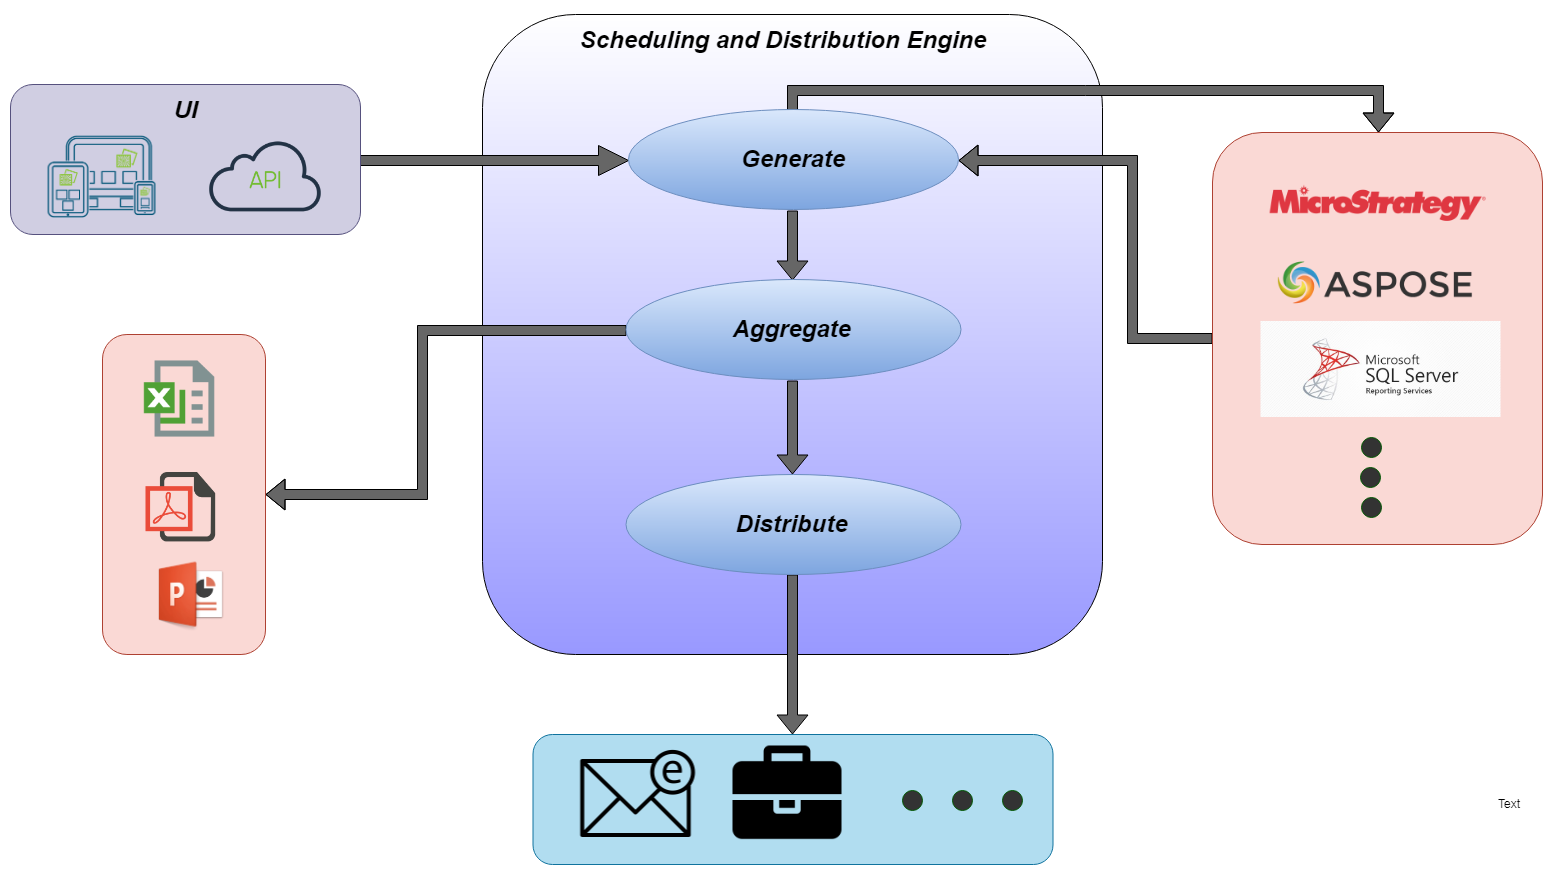 Scheduling and Distribution Engine
UI
API
Generate
MicroStrategy
ASPOSE
Microsoft
SQL Server
Reporting Services
Aggregate
X
Distribute
P
e
Text